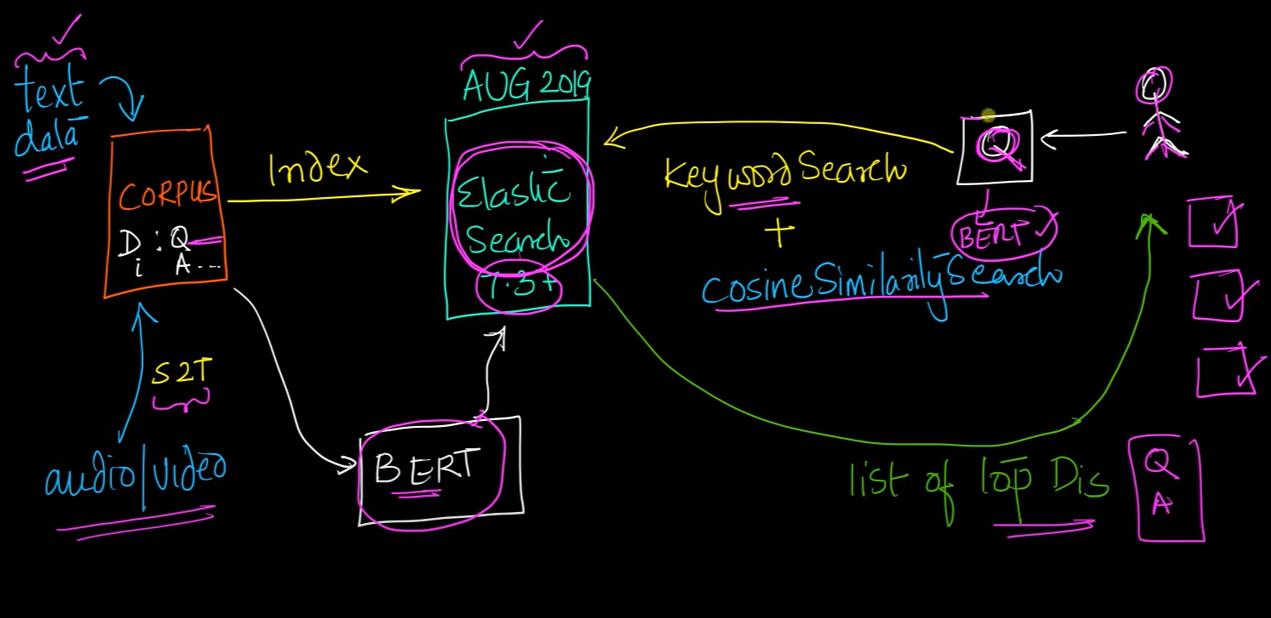 text
data
CORPUS
Di : Q
A...
S2T
audio/video
Index
AUG 2019
Elastic
Search
7.3+
BERT
Keyword Search
+
Cosine Similarity Search
Q
BERT
list of Top Dis
Q
A